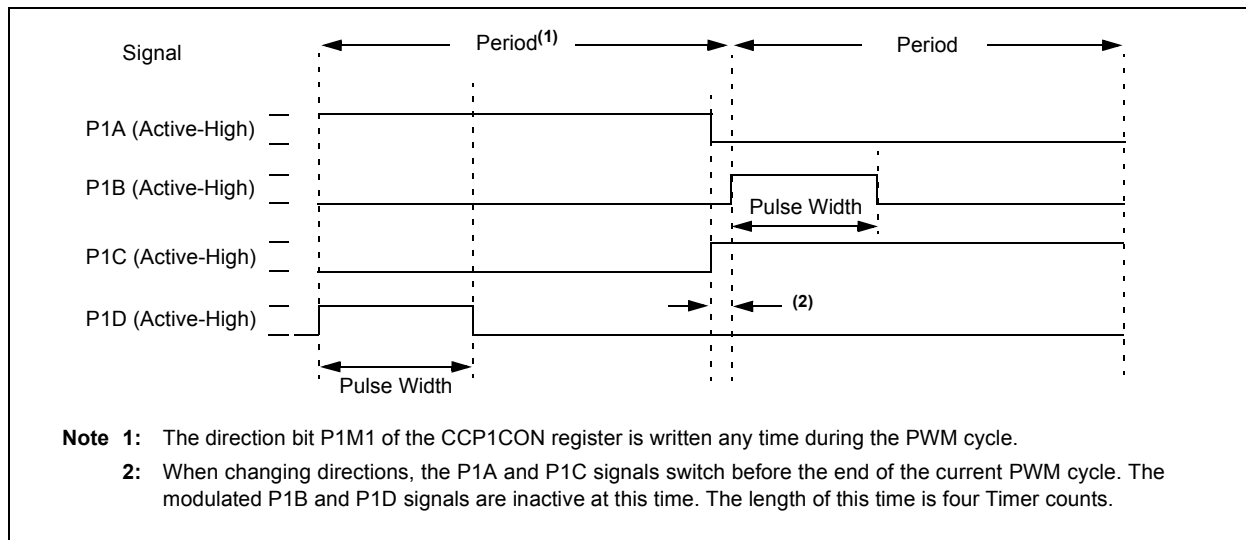 Signal
Period(1)
Period
P1A (Active-High)
P1B (Active-High)
Pulse Width
P1C (Active-High)
(2)
P1D (Active-High)
Pulse Width
Note 1: The direction bit P1M1 of the CCP1CON register is written any time during the PWM cycle.
2: When changing directions, the P1A and P1C signals switch before the end of the current PWM cycle. The
modulated P1B and P1D signals are inactive at this time. The length of this time is four Timer counts.